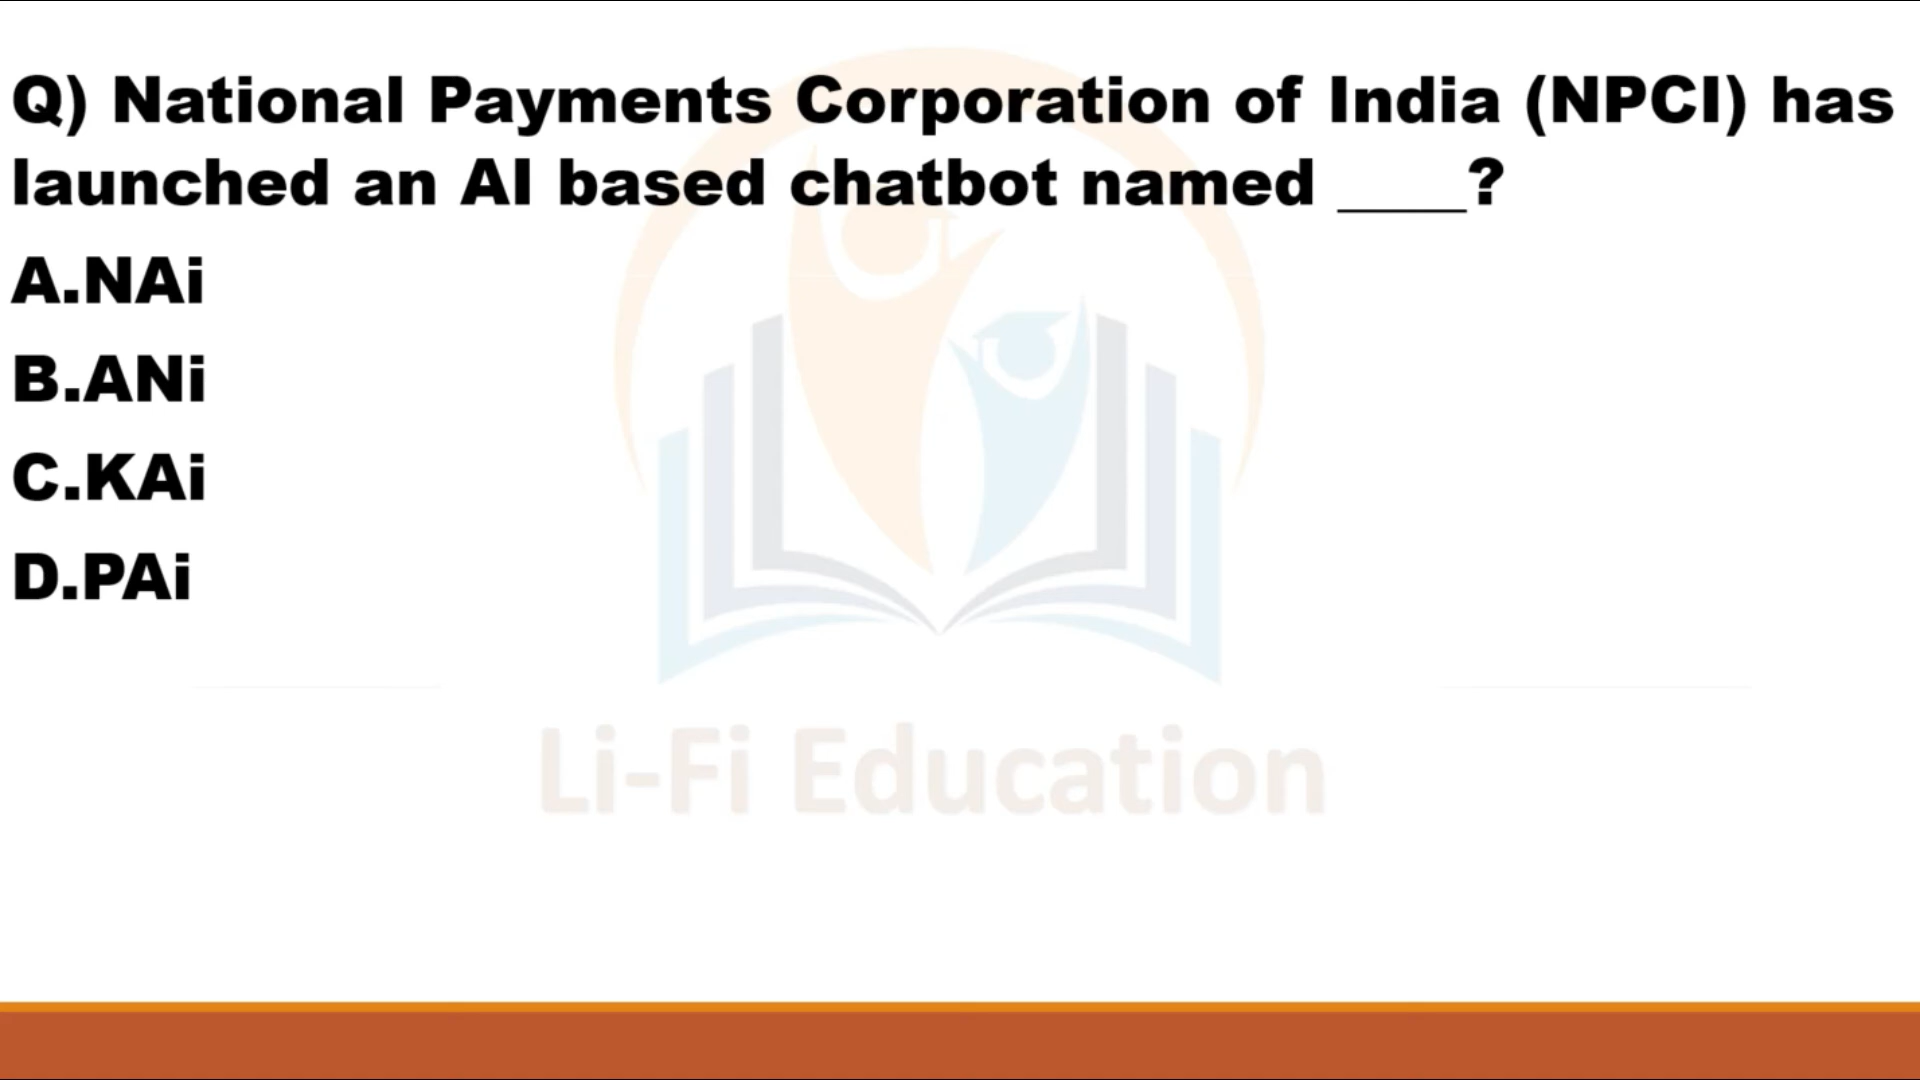 Q) National Payments Corporation of India (NPCI) has
launched an AI based chatbot named _____?
A.NAi
B.ANi
C.KAi
D.PAi
Li-Fi Education